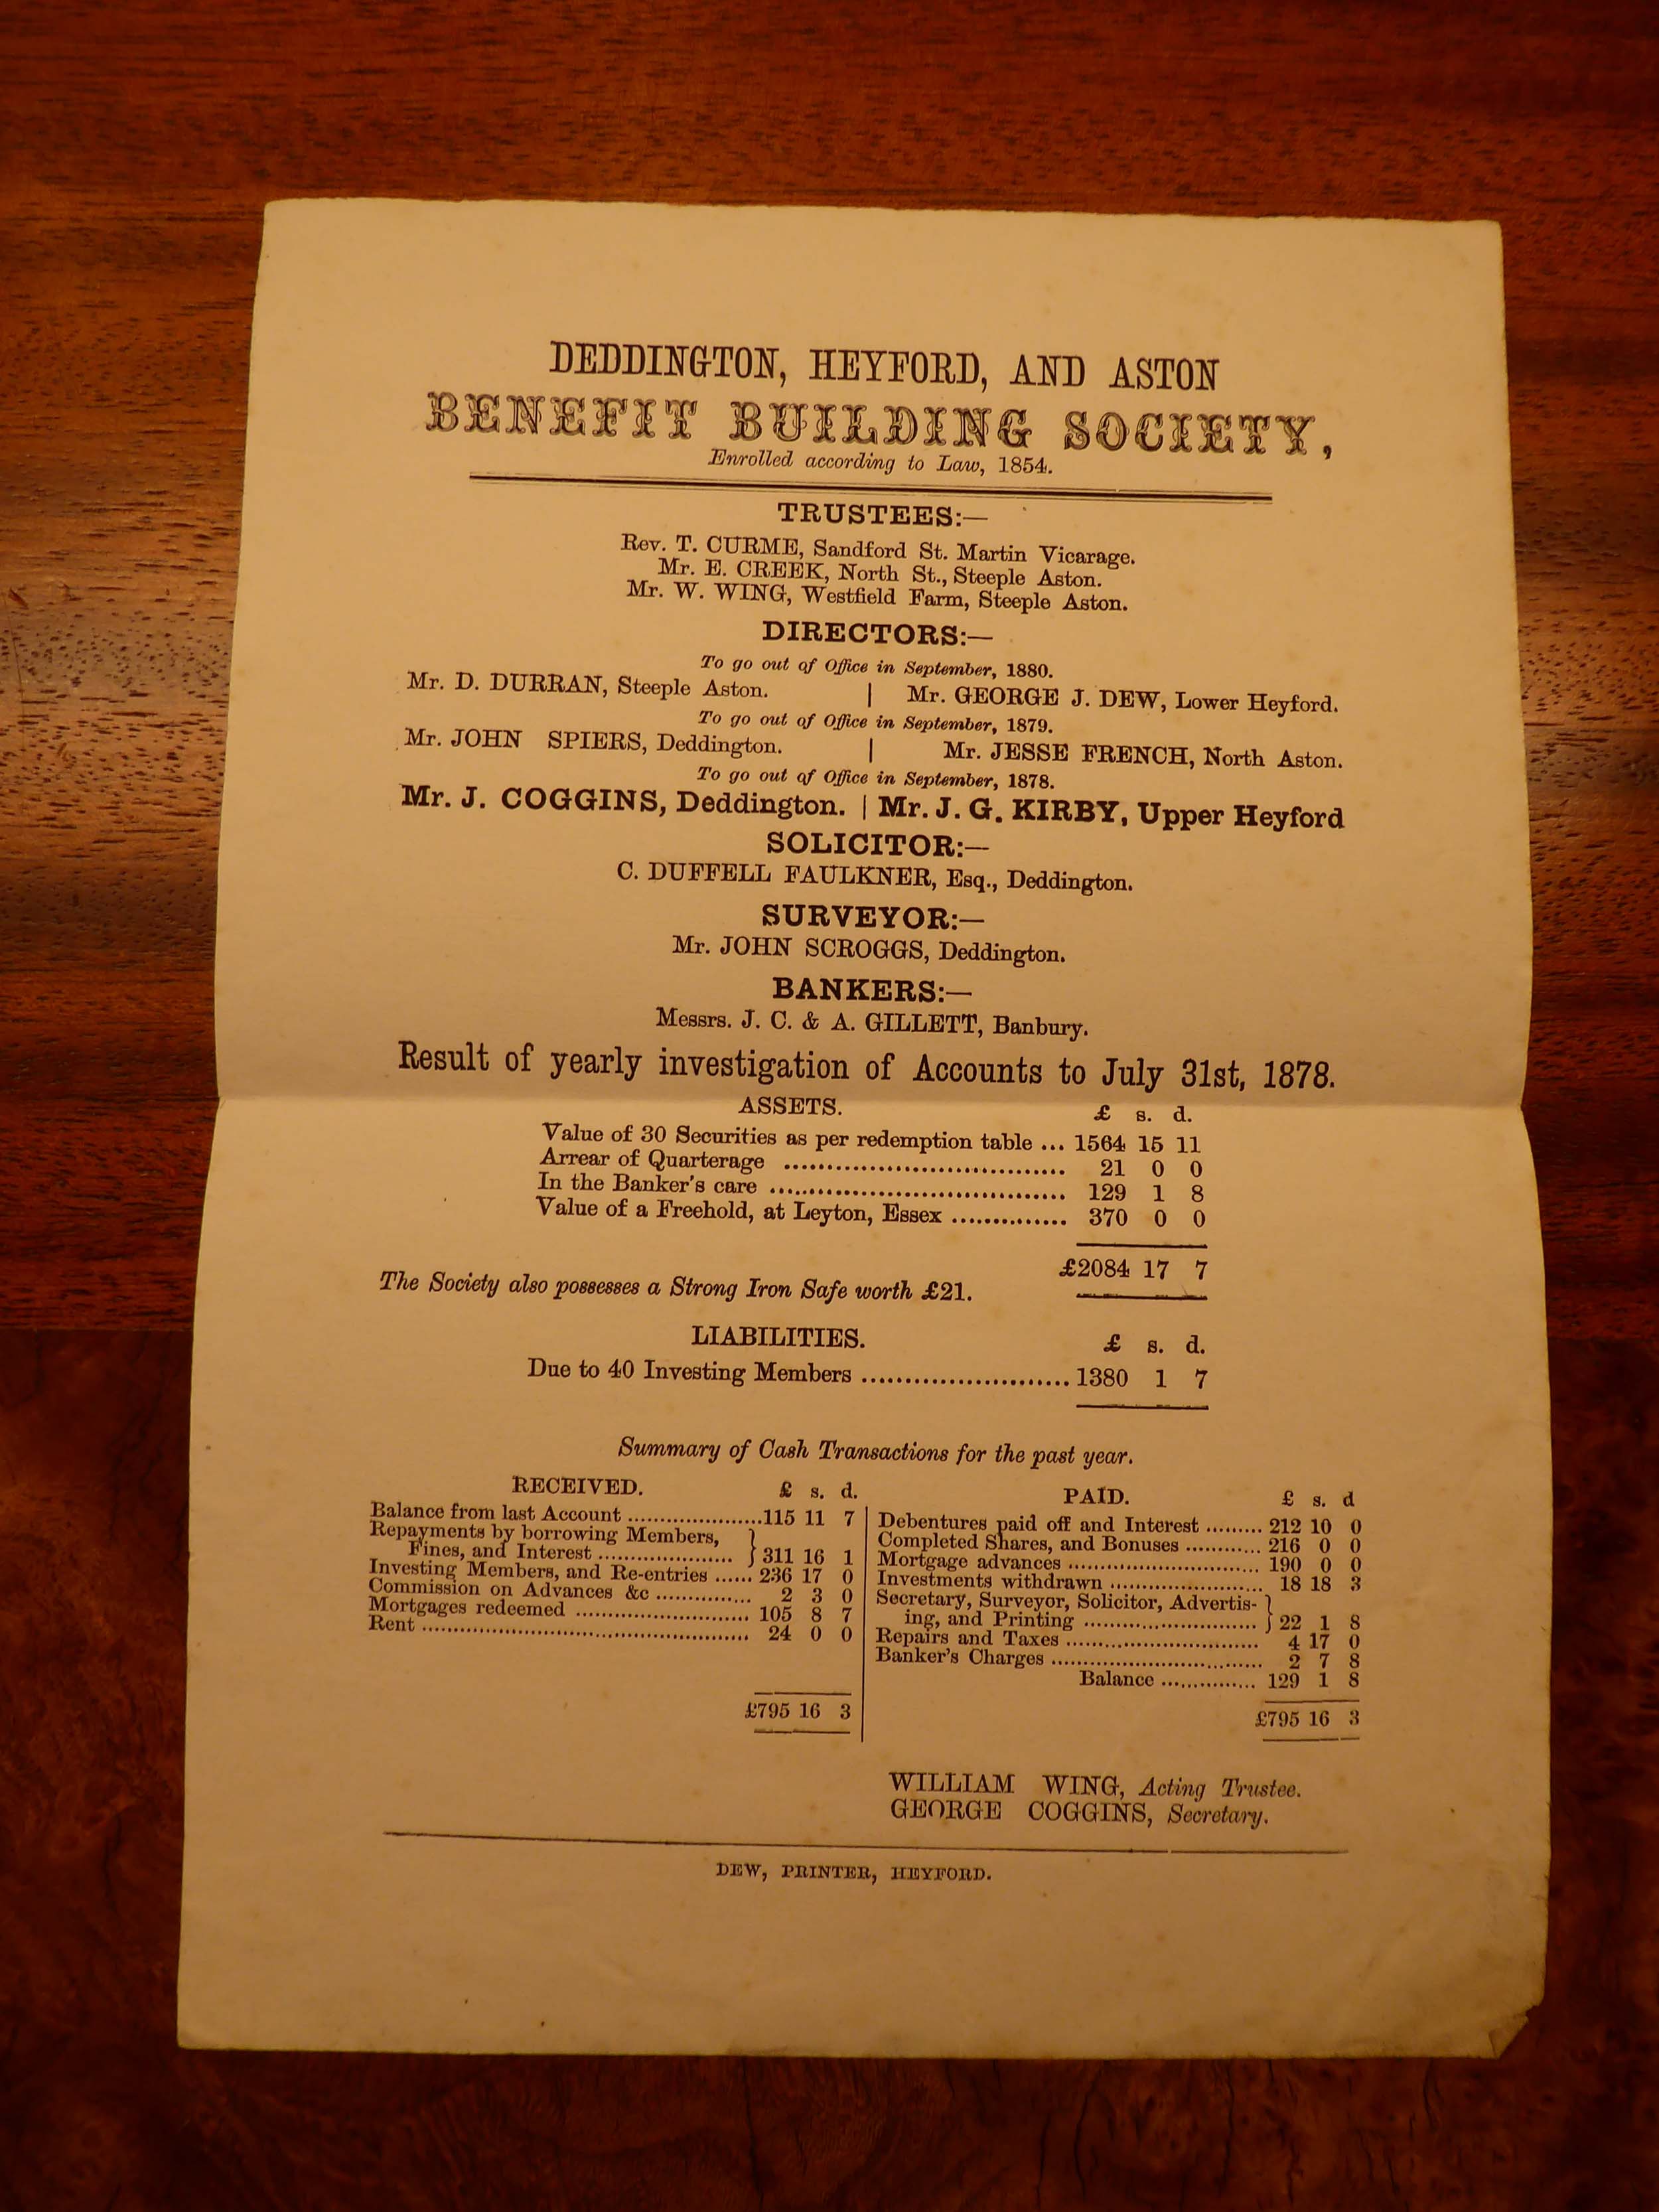 DEDDINGTON, HEYFORD, AND ASTON
BENEFIT BUILDING SOCIETY,
Enrolled according to Law, 1854.
TRUSTEES:—
Rev. T. CURME, Sandford St. Martin Vicarage.
Mr. E. CREEK, North St., Steeple Aston.
Mr. W. WING, Westfield Farm, Steeple Aston.
DIRECTORS:—
To go out of Office in September, 1880.
Mr. D. DURRAN, Steeple Aston. | Mr. GEORGE J. DEW, Lower Heyford.
To go out of Office in September, 1879.
Mr. JOHN SPIERS, Deddington. | Mr. JESSE FRENCH, North Aston.
To go out of Office in September, 1878.
Mr. J. COGGINS, Deddington. | Mr. J. G. KIRBY, Upper Heyford
SOLICITOR:—
C. DUFFELL FAULKNER, Esq., Deddington.
SURVEYOR:—
Mr. JOHN SCROGGS, Deddington.
BANKERS:—
Messrs. J. C. & A. GILLETT, Banbury.
Result of yearly investigation of Accounts to July 31st, 1878.
ASSETS. £ s. d.
Value of 30 Securities as per redemption table ... 1564 15 11
Arrear of Quarterage ................................. 21 0 0
In the Banker's care ................................... 129 1 8
Value of a Freehold, at Leyton, Essex .............. 370 0 0
£2084 17 7
The Society also possesses a Strong Iron Safe worth £21.
LIABILITIES. £ s. d.
Due to 40 Investing Members ........................ 1380 1 7
Summary of Cash Transactions for the past year.
RECEIVED. £ s. d.
Balance from last Account ...................... 115 11 7
Repayments by borrowing Members,
Fines, and Interest ..................... } 311 16 1
Investing Members, and Re-entries ...... 236 17 0
Commission on Advances &c ............... 2 3 0
Mortgages redeemed ............................ 105 8 7
Rent ..................................................... 24 0 0
£795 16 3
PAID. £ s. d
Debentures paid off and Interest ......... 212 10 0
Completed Shares, and Bonuses ............ 216 0 0
Mortgage advances .............................. 190 0 0
Investments withdrawn ........................ 18 18 3
Secretary, Surveyor, Solicitor, Advertis-
ing, and Printing ........................... } 22 1 8
Repairs and Taxes .............................. 4 17 0
Banker's Charges ................................. 2 7 8
Balance ............... 129 1 8
£795 16 3
WILLIAM WING, Acting Trustee.
GEORGE COGGINS, Secretary.
DEW, PRINTER, HEYFORD.